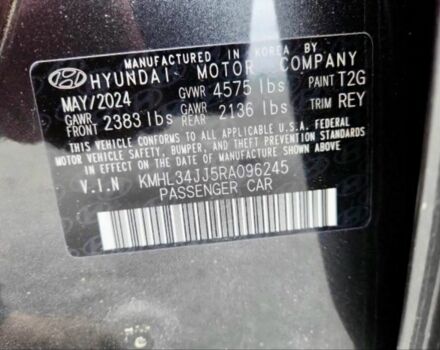 MANUFACTURED IN KOREA BY
HYUNDAI MOTOR COMPANY
MAY/2024 GVWR 4575 lbs PAINT T2G
GAWR FRONT 2383 lbs GAWR REAR 2136 lbs TRIM REY
THIS VEHICLE CONFORMS TO ALL APPLICABLE U.S.A. FEDERAL
MOTOR VEHICLE SAFETY, BUMPER, AND THEFT PREVENTION STANDARDS
IN EFFECT ON THE DATE OF MANUFACTURE SHOWN ABOVE.
V.I.N KMHL34JJ5RA096245
PASSENGER CAR